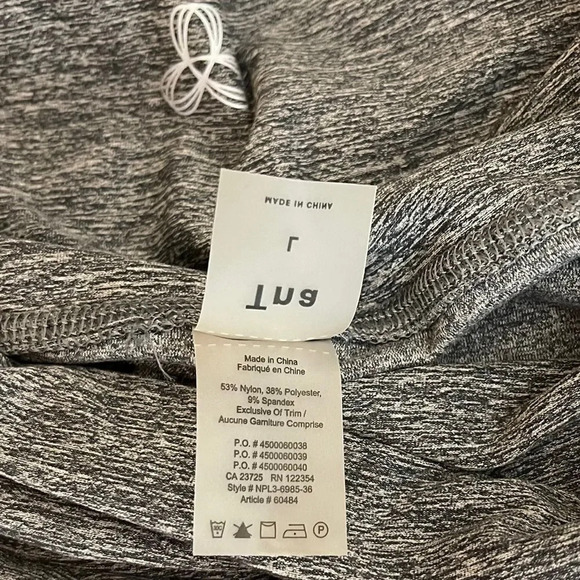 MADE IN CHINA
L
Tna
Made in China
Fabriqué en Chine
53% Nylon, 38% Polyester,
9% Spandex
Exclusive Of Trim /
Aucune Garniture Comprise
P.O. # 4500060038
P.O. # 4500060039
P.O. # 4500060040
CA 23725 RN 122354
Style # NPL3-6985-36
Article # 60484
P